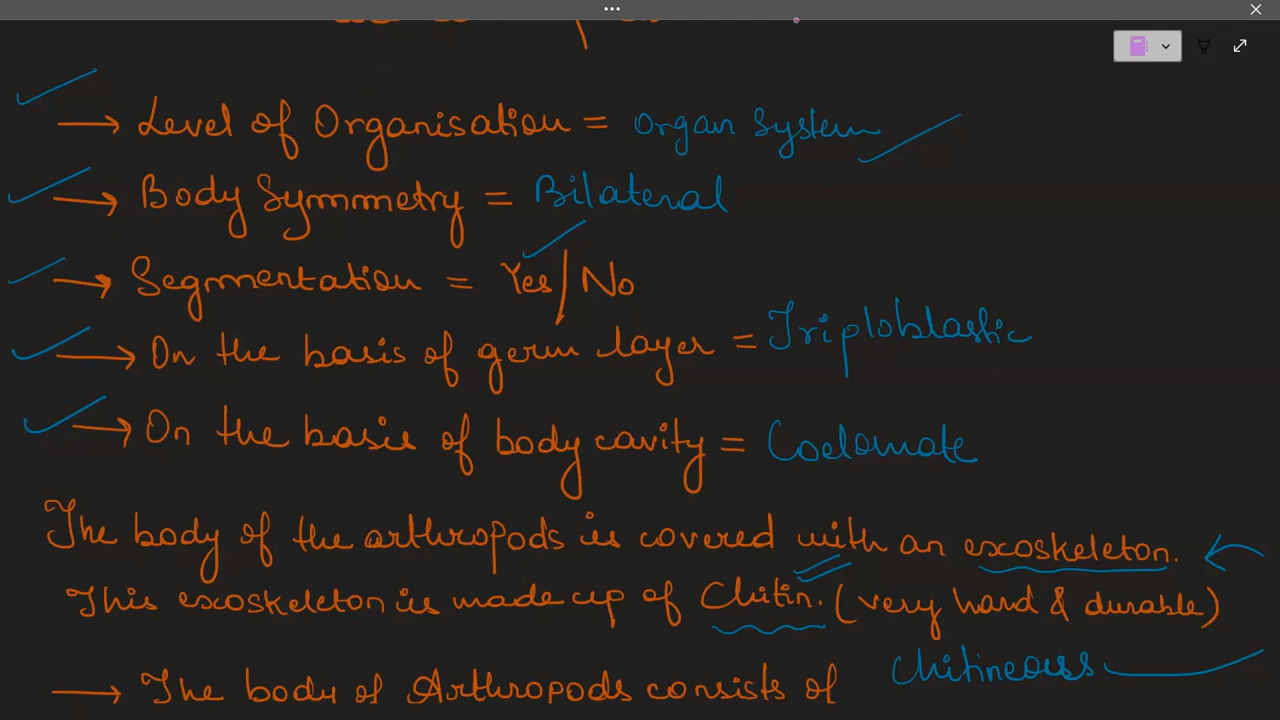 → Level of Organisation = Organ System
→ Body Symmetry = Bilateral
→ Segmentation = Yes/No
→ On the basis of germ layer = Triploblastic
→ On the basis of body cavity = Coelomate
The body of the arthropods is covered with an exoskeleton.
This exoskeleton is made up of Chitin. (very hard & durable)
Chitineous
→ The body of Arthropods consists of